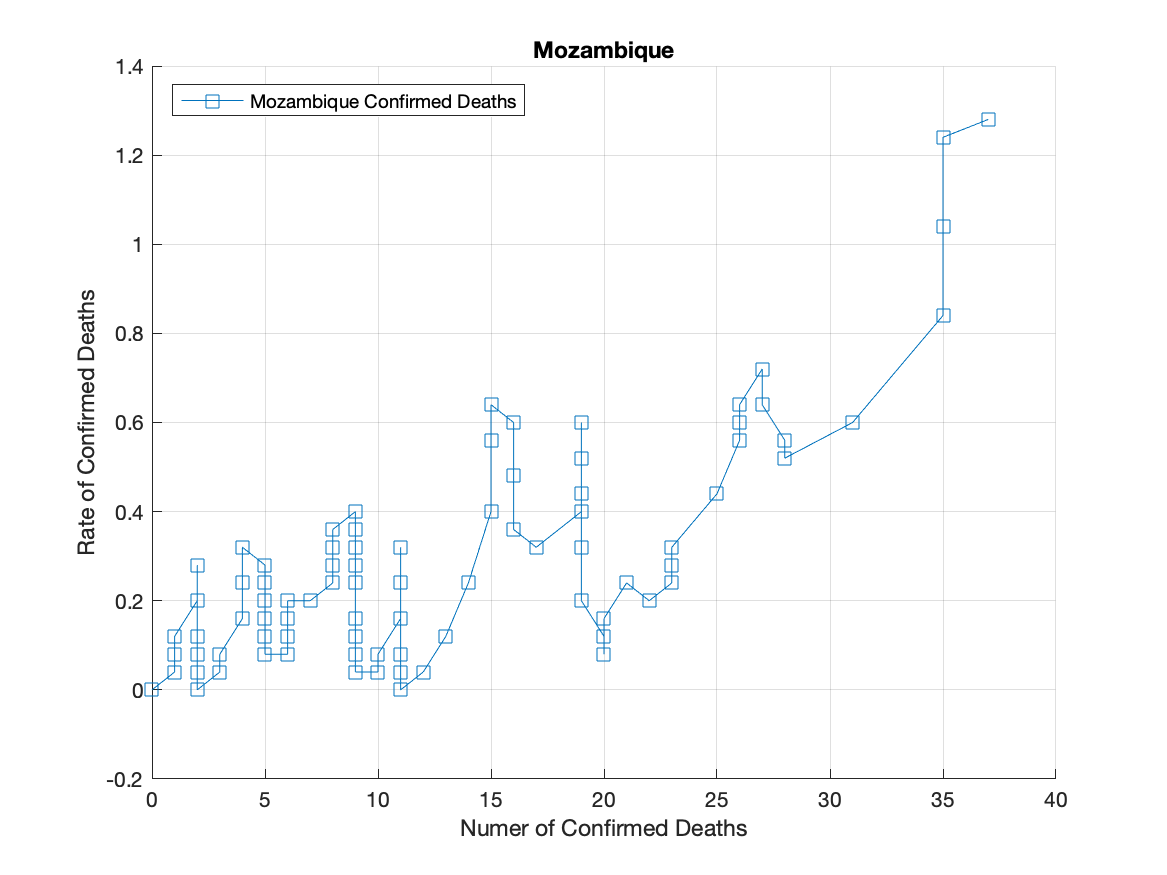 Mozambique
Mozambique Confirmed Deaths
1.4
1.2
1
0.8
0.6
0.4
0.2
0
-0.2
Rate of Confirmed Deaths
0 5 10 15 20 25 30 35 40
Numer of Confirmed Deaths